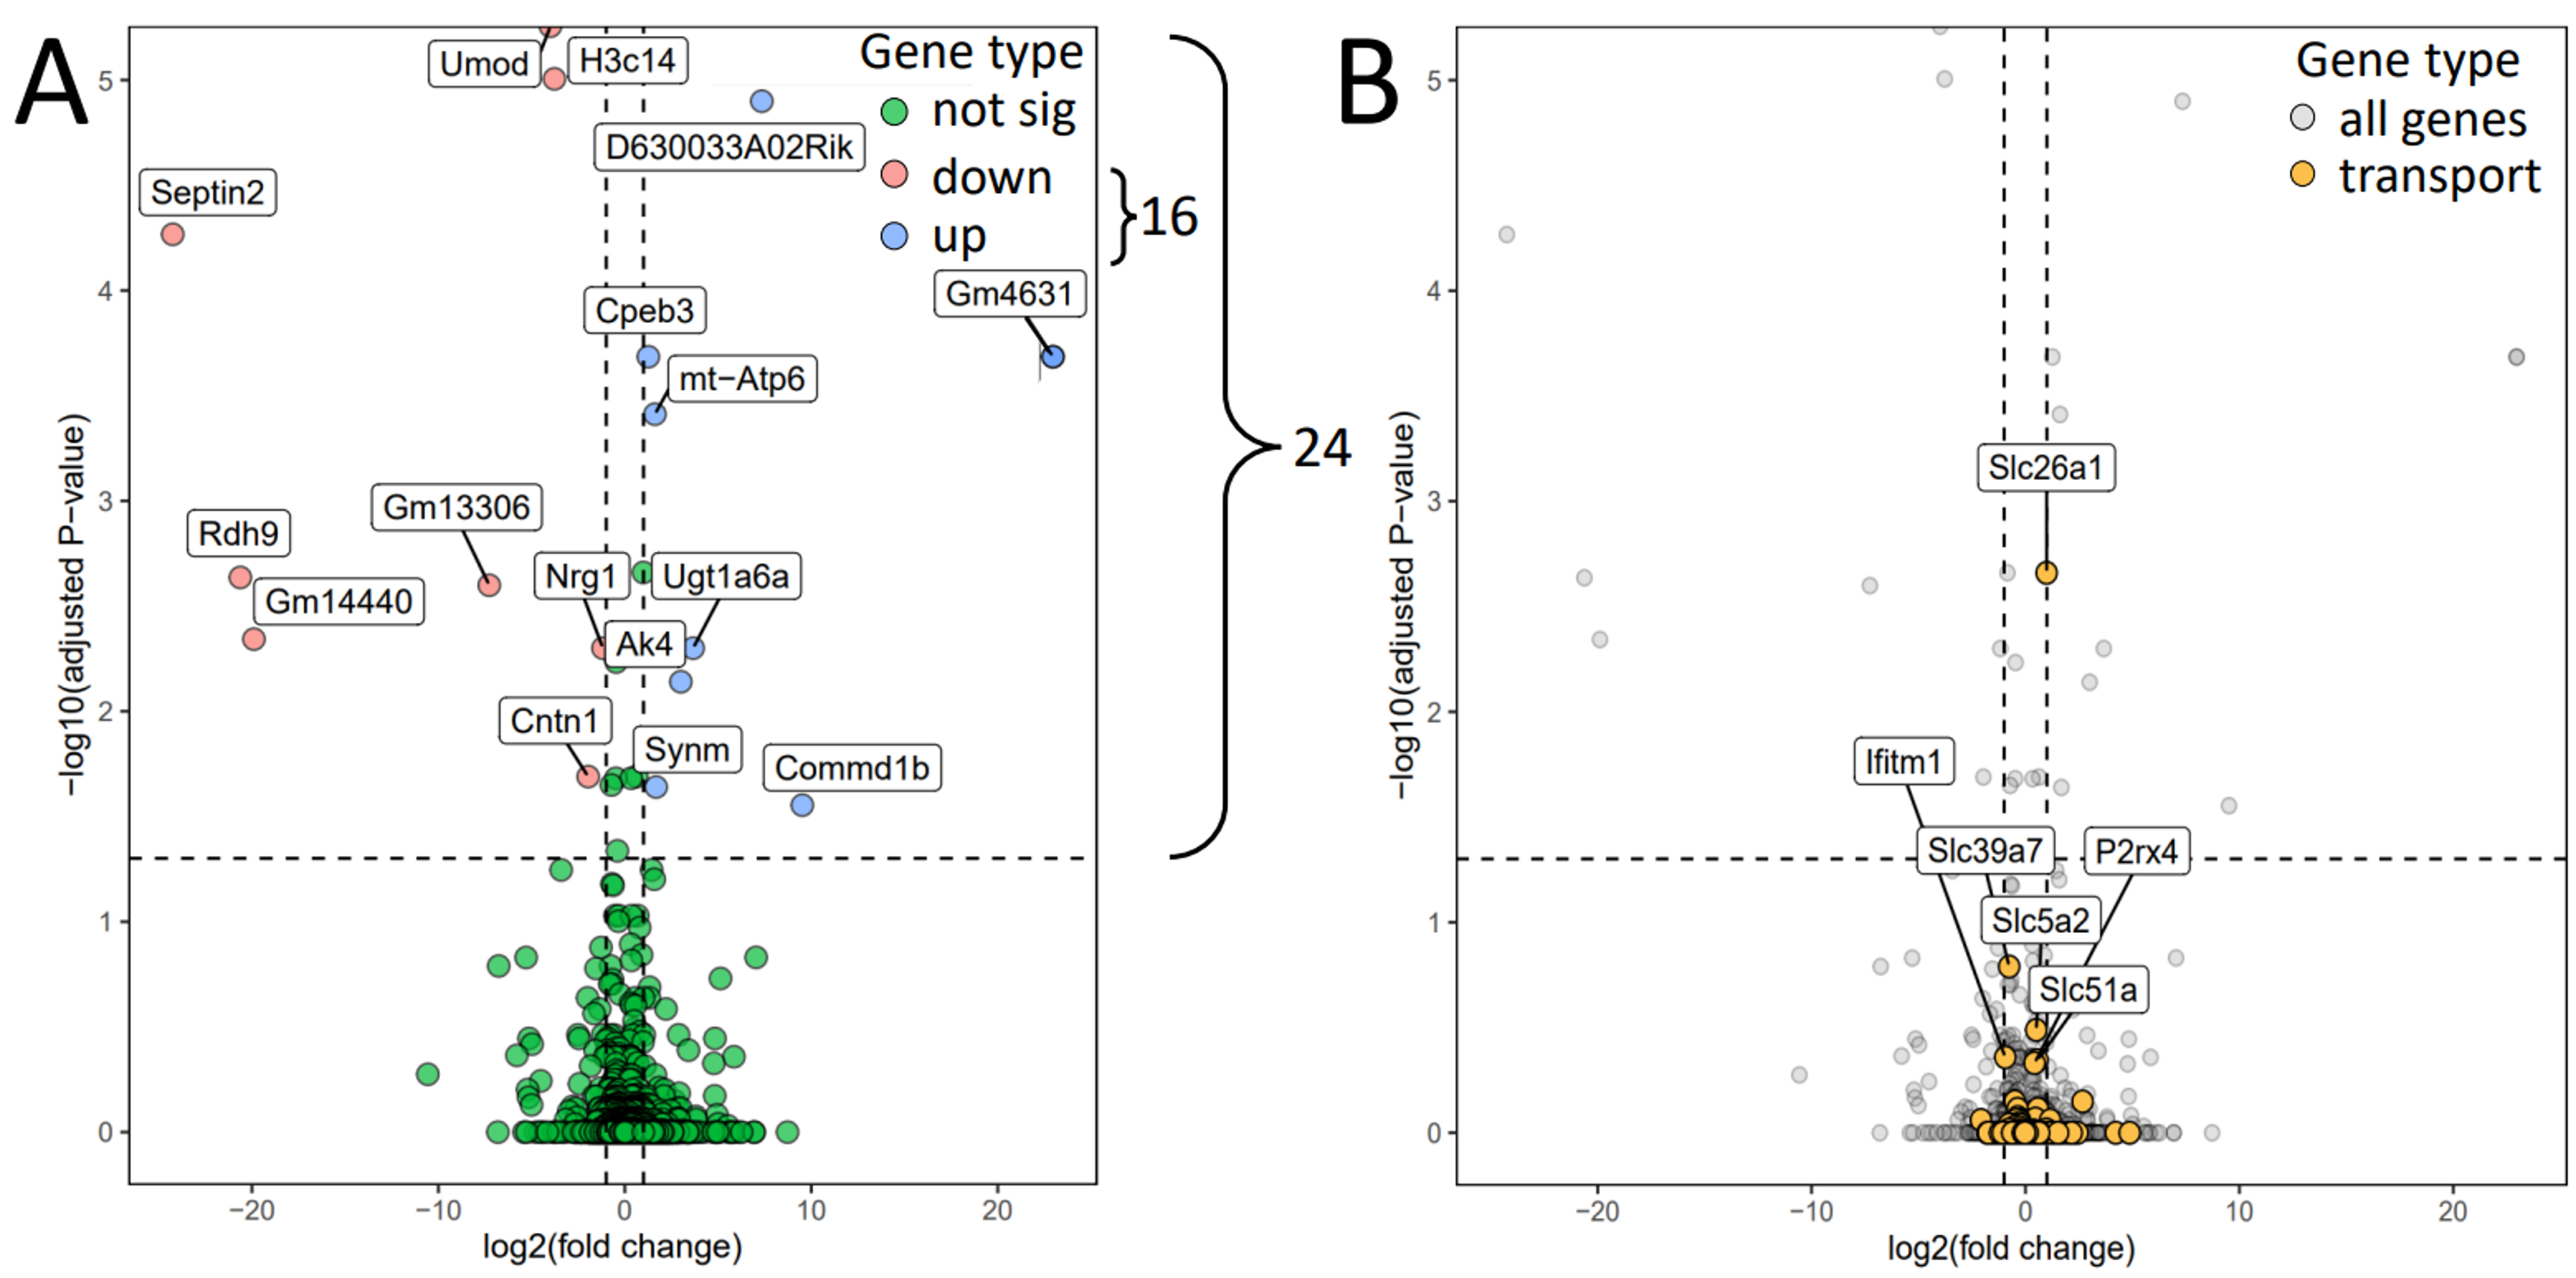 A
Umod
H3c14
Gene type
not sig
down
up
D630033A02Rik
Septin2
Gm4631
Cpeb3
mt−Atp6
Gm13306
Rdh9
Gm14440
Nrg1
Ugt1a6a
Ak4
Cntn1
Synm
Commd1b
5
4
3
2
1
0
−log10(adjusted P−value)
−20
−10
0
10
20
log2(fold change)
16
24
B
Gene type
all genes
transport
Slc26a1
Ifitm1
Slc39a7
P2rx4
Slc5a2
Slc51a
5
4
3
2
1
0
−log10(adjusted P−value)
−20
−10
0
10
20
log2(fold change)